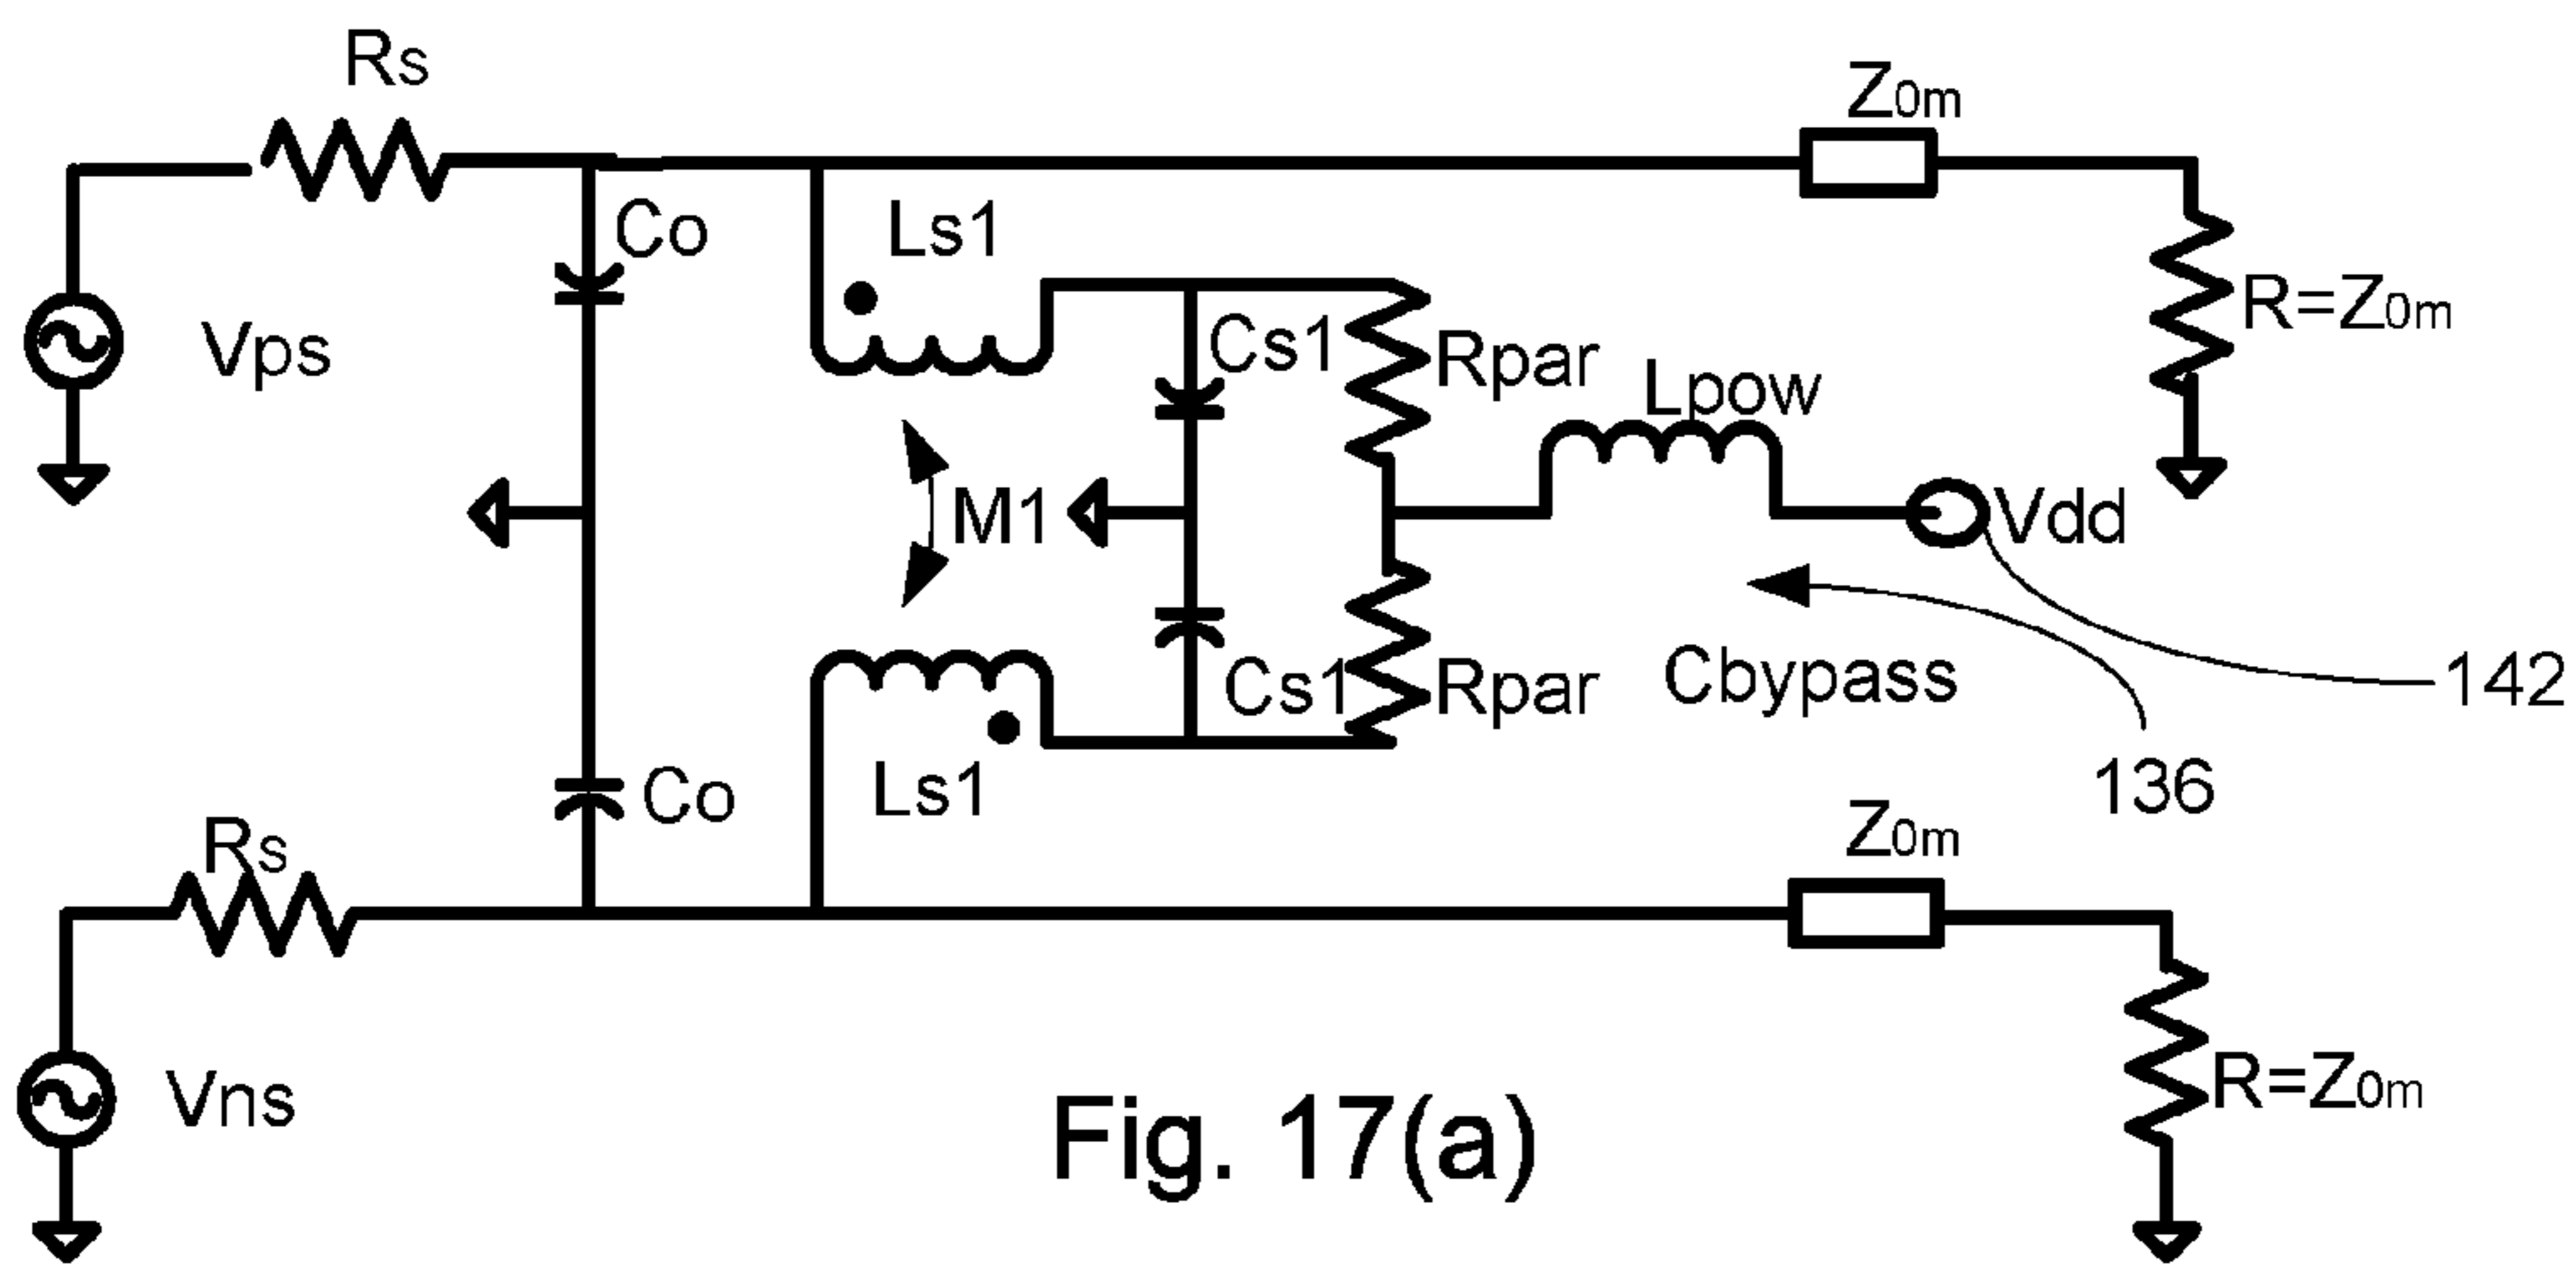 Rs
Z0m
Co
Ls1
Vps
Cs1
Rpar
R=Z0m
Lpow
M1
Vdd
Cs1
Rpar
Cbypass
142
Co
Ls1
136
Rs
Z0m
Vns
R=Z0m
Fig. 17(a)